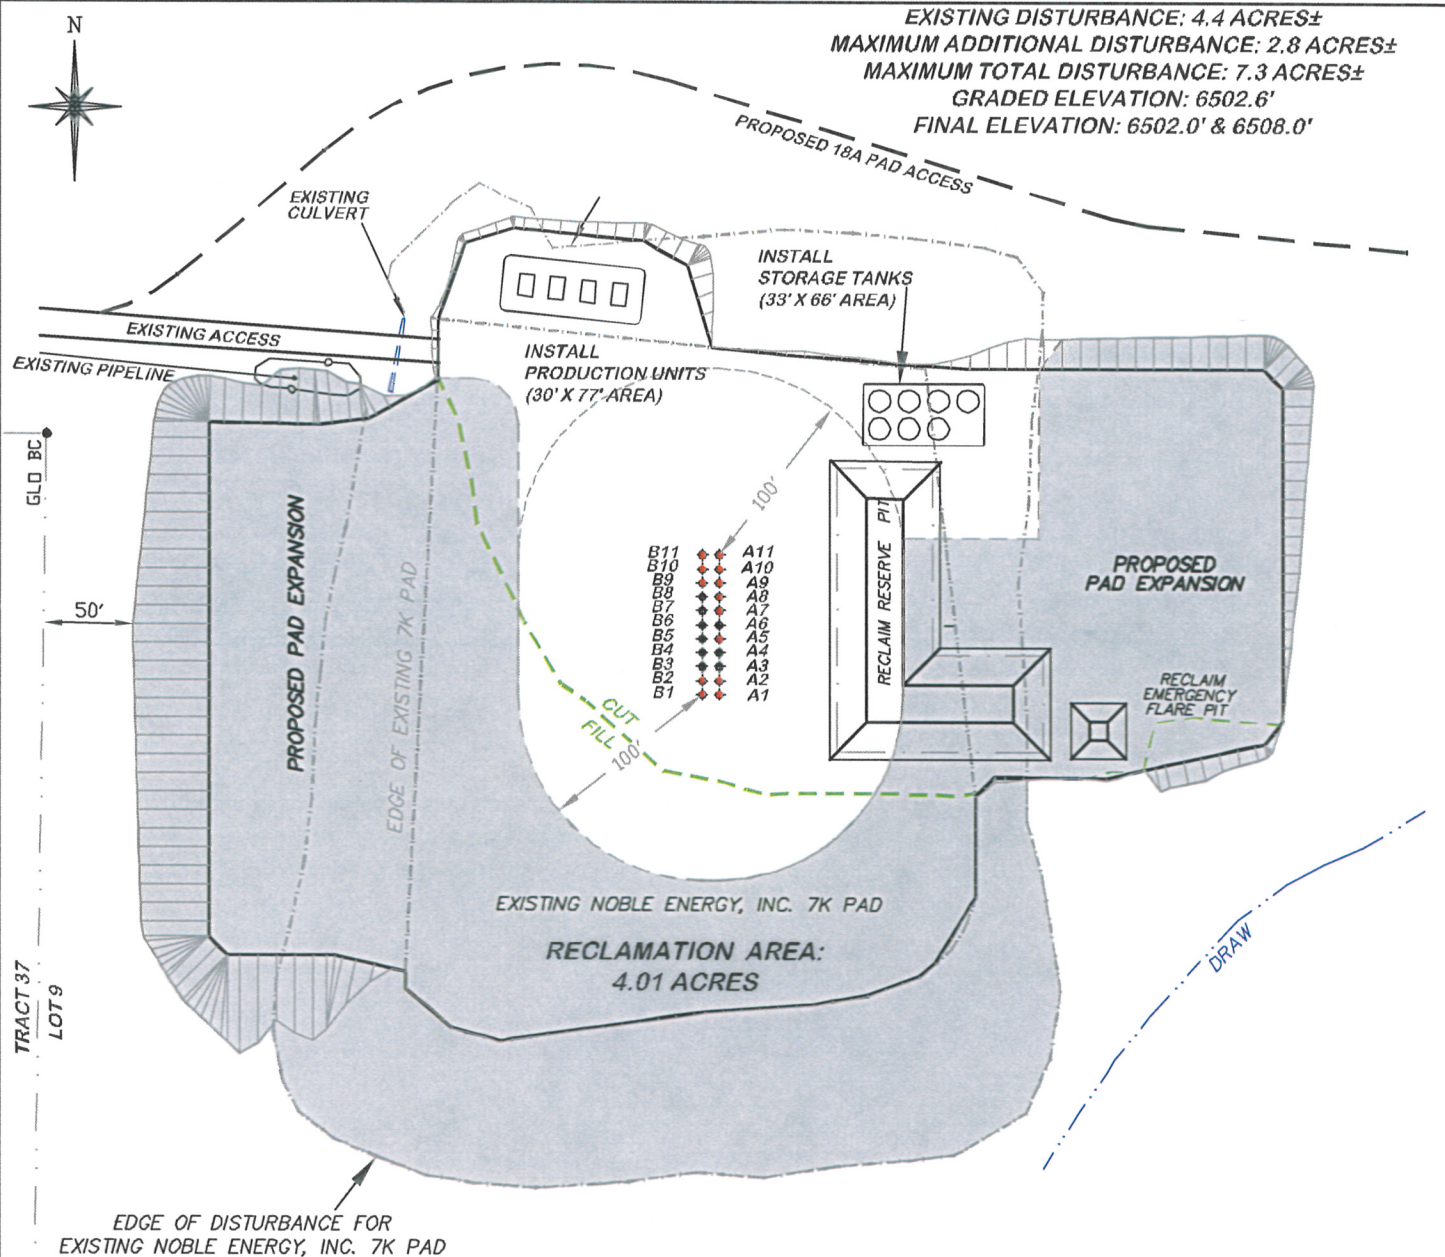 EXISTING DISTURBANCE: 4.4 ACRES±
MAXIMUM ADDITIONAL DISTURBANCE: 2.8 ACRES±
MAXIMUM TOTAL DISTURBANCE: 7.3 ACRES±
GRADED ELEVATION: 6502.6'
FINAL ELEVATION: 6502.0' & 6508.0'
N
PROPOSED 18A PAD ACCESS
EXISTING
CULVERT
INSTALL
STORAGE TANKS
(33' X 66' AREA)
EXISTING ACCESS
EXISTING PIPELINE
INSTALL
PRODUCTION UNITS
(30' X 77' AREA)
GLO BC
100'
PROPOSED PAD EXPANSION
EDGE OF EXISTING 7K PAD
50'
B11 A11
B10 A10
B9 A9
B8 A8
B7 A7
B6 A6
B5 A5
B4 A4
B3 A3
B2 A2
B1 A1
RECLAIM RESERVE PIT
PROPOSED
PAD EXPANSION
RECLAIM
EMERGENCY
FLARE PIT
CUT
FILL
100'
EXISTING NOBLE ENERGY, INC. 7K PAD
RECLAMATION AREA:
4.01 ACRES
DRAW
TRACT 37
LOT 9
EDGE OF DISTURBANCE FOR
EXISTING NOBLE ENERGY, INC. 7K PAD